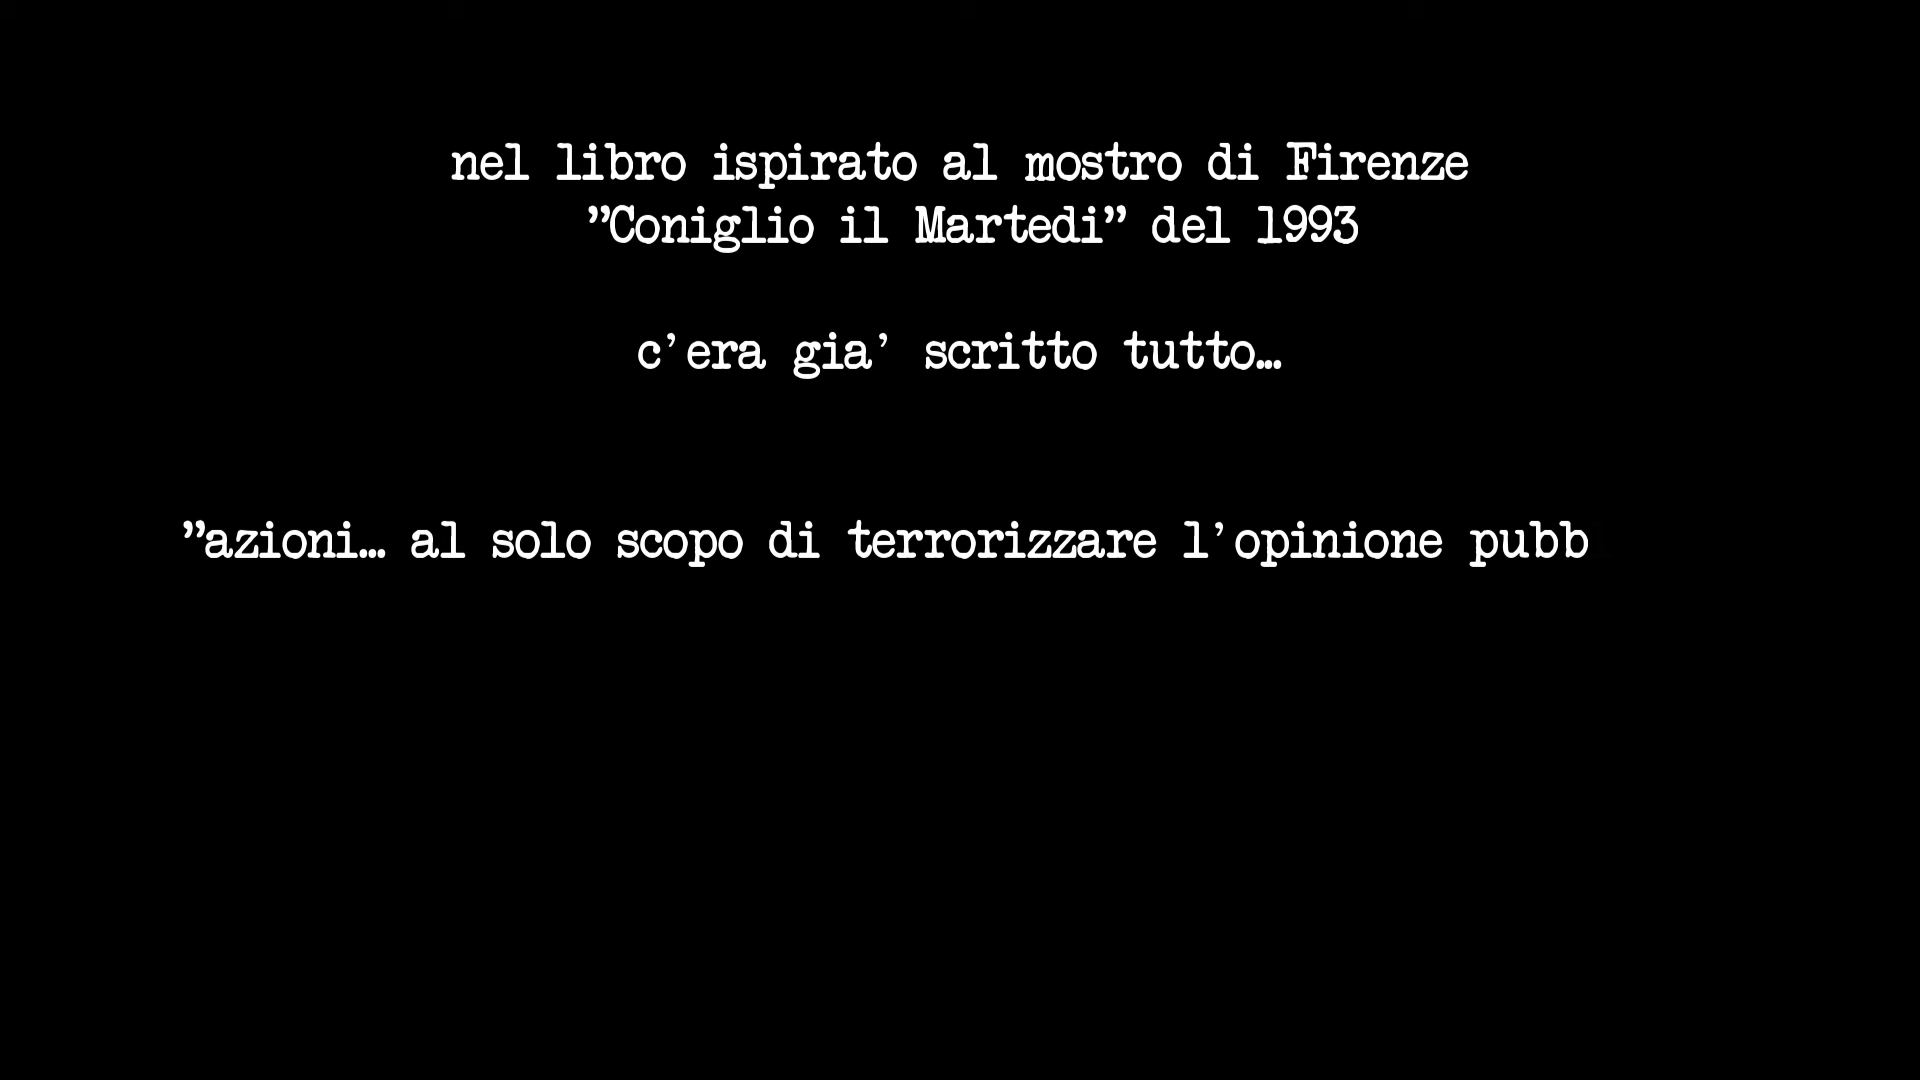 nel libro ispirato al mostro di Firenze
”Coniglio il Martedi” del 1993
c’era gia’ scritto tutto…
”azioni… al solo scopo di terrorizzare l’opinione pubb